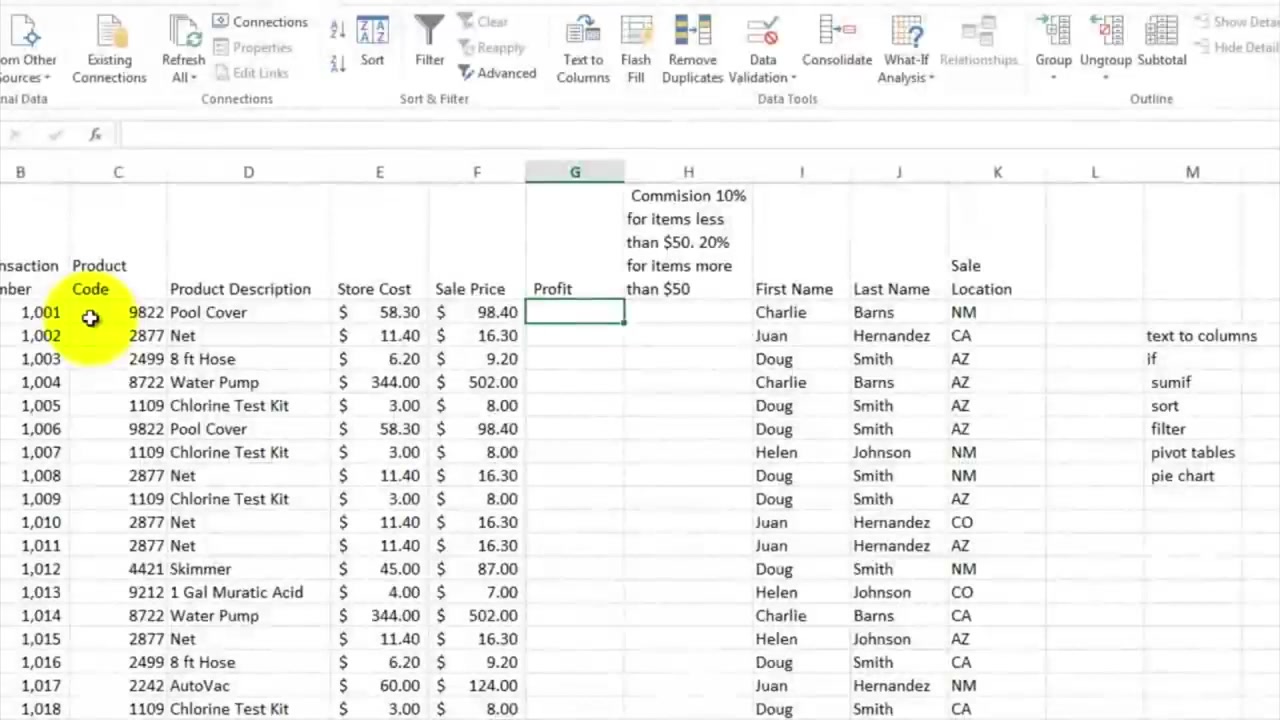 om Other Sources
Existing Connections
Refresh All
Connections
Properties
Edit Links
Sort
Filter
Clear
Reapply
Advanced
Text to Columns
Flash Fill
Remove Duplicates
Data Validation
Consolidate
What-If Analysis
Relationships
Group
Ungroup
Subtotal
Show Detai
Hide Detail
nal Data
Connections
Sort & Filter
Data Tools
Outline
fx
B C D E F G H I J K L M
Commision 10%
for items less
than $50. 20%
for items more
than $50
nsaction Product Sale
mber Code Product Description Store Cost Sale Price Profit First Name Last Name Location
1,001 9822 Pool Cover $ 58.30 $ 98.40 Charlie Barns NM
1,002 2877 Net $ 11.40 $ 16.30 Juan Hernandez CA text to columns
1,003 2499 8 ft Hose $ 6.20 $ 9.20 Doug Smith AZ if
1,004 8722 Water Pump $ 344.00 $ 502.00 Charlie Barns AZ sumif
1,005 1109 Chlorine Test Kit $ 3.00 $ 8.00 Doug Smith AZ sort
1,006 9822 Pool Cover $ 58.30 $ 98.40 Doug Smith AZ filter
1,007 1109 Chlorine Test Kit $ 3.00 $ 8.00 Helen Johnson NM pivot tables
1,008 2877 Net $ 11.40 $ 16.30 Doug Smith NM pie chart
1,009 1109 Chlorine Test Kit $ 3.00 $ 8.00 Doug Smith AZ
1,010 2877 Net $ 11.40 $ 16.30 Juan Hernandez CO
1,011 2877 Net $ 11.40 $ 16.30 Juan Hernandez AZ
1,012 4421 Skimmer $ 45.00 $ 87.00 Doug Smith NM
1,013 9212 1 Gal Muratic Acid $ 4.00 $ 7.00 Helen Johnson CO
1,014 8722 Water Pump $ 344.00 $ 502.00 Charlie Barns CA
1,015 2877 Net $ 11.40 $ 16.30 Helen Johnson AZ
1,016 2499 8 ft Hose $ 6.20 $ 9.20 Doug Smith CA
1,017 2242 AutoVac $ 60.00 $ 124.00 Juan Hernandez NM
1,018 1109 Chlorine Test Kit $ 3.00 $ 8.00 Doug Smith CA